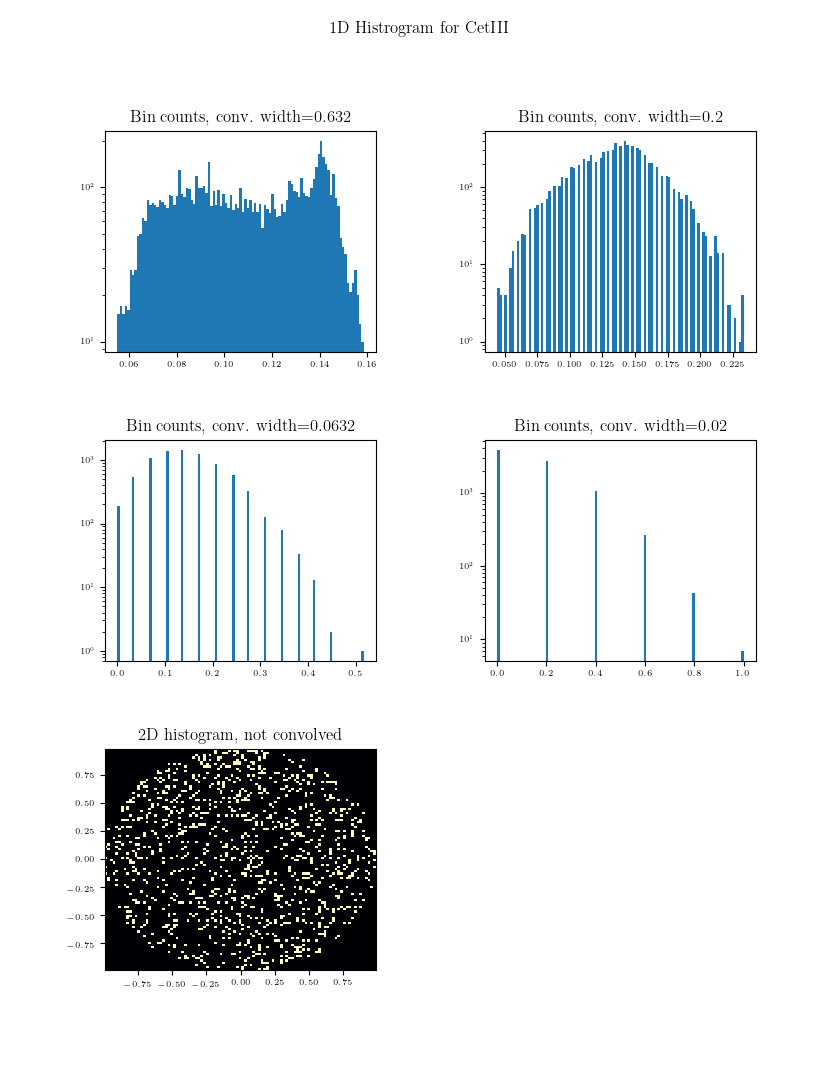 1D Histrogram for CetIII
Bin counts, conv. width=0.632
10²
10¹
0.06 0.08 0.10 0.12 0.14 0.16
Bin counts, conv. width=0.2
10²
10¹
10⁰
0.050 0.075 0.100 0.125 0.150 0.175 0.200 0.225
Bin counts, conv. width=0.0632
10³
10²
10¹
10⁰
0.0 0.1 0.2 0.3 0.4 0.5
Bin counts, conv. width=0.02
10³
10²
10¹
0.0 0.2 0.4 0.6 0.8 1.0
2D histogram, not convolved
0.75
0.50
0.25
0.00
−0.25
−0.50
−0.75
−0.75 −0.50 −0.25 0.00 0.25 0.50 0.75